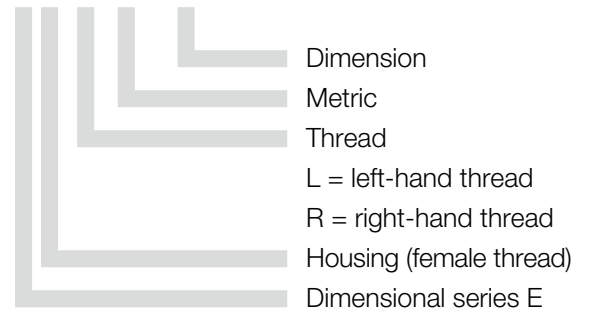 Dimension
Metric
Thread
L = left-hand thread
R = right-hand thread
Housing (female thread)
Dimensional series E